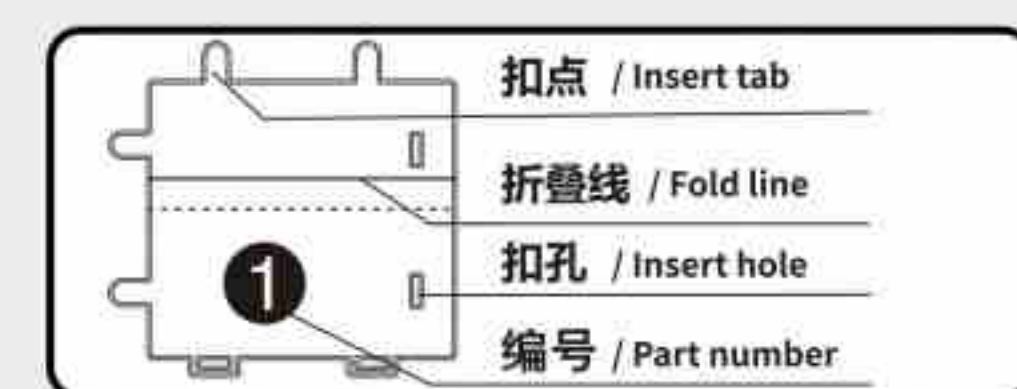 扣点 / Insert tab
折叠线 / Fold line
扣孔 / Insert hole
1
编号 / Part number